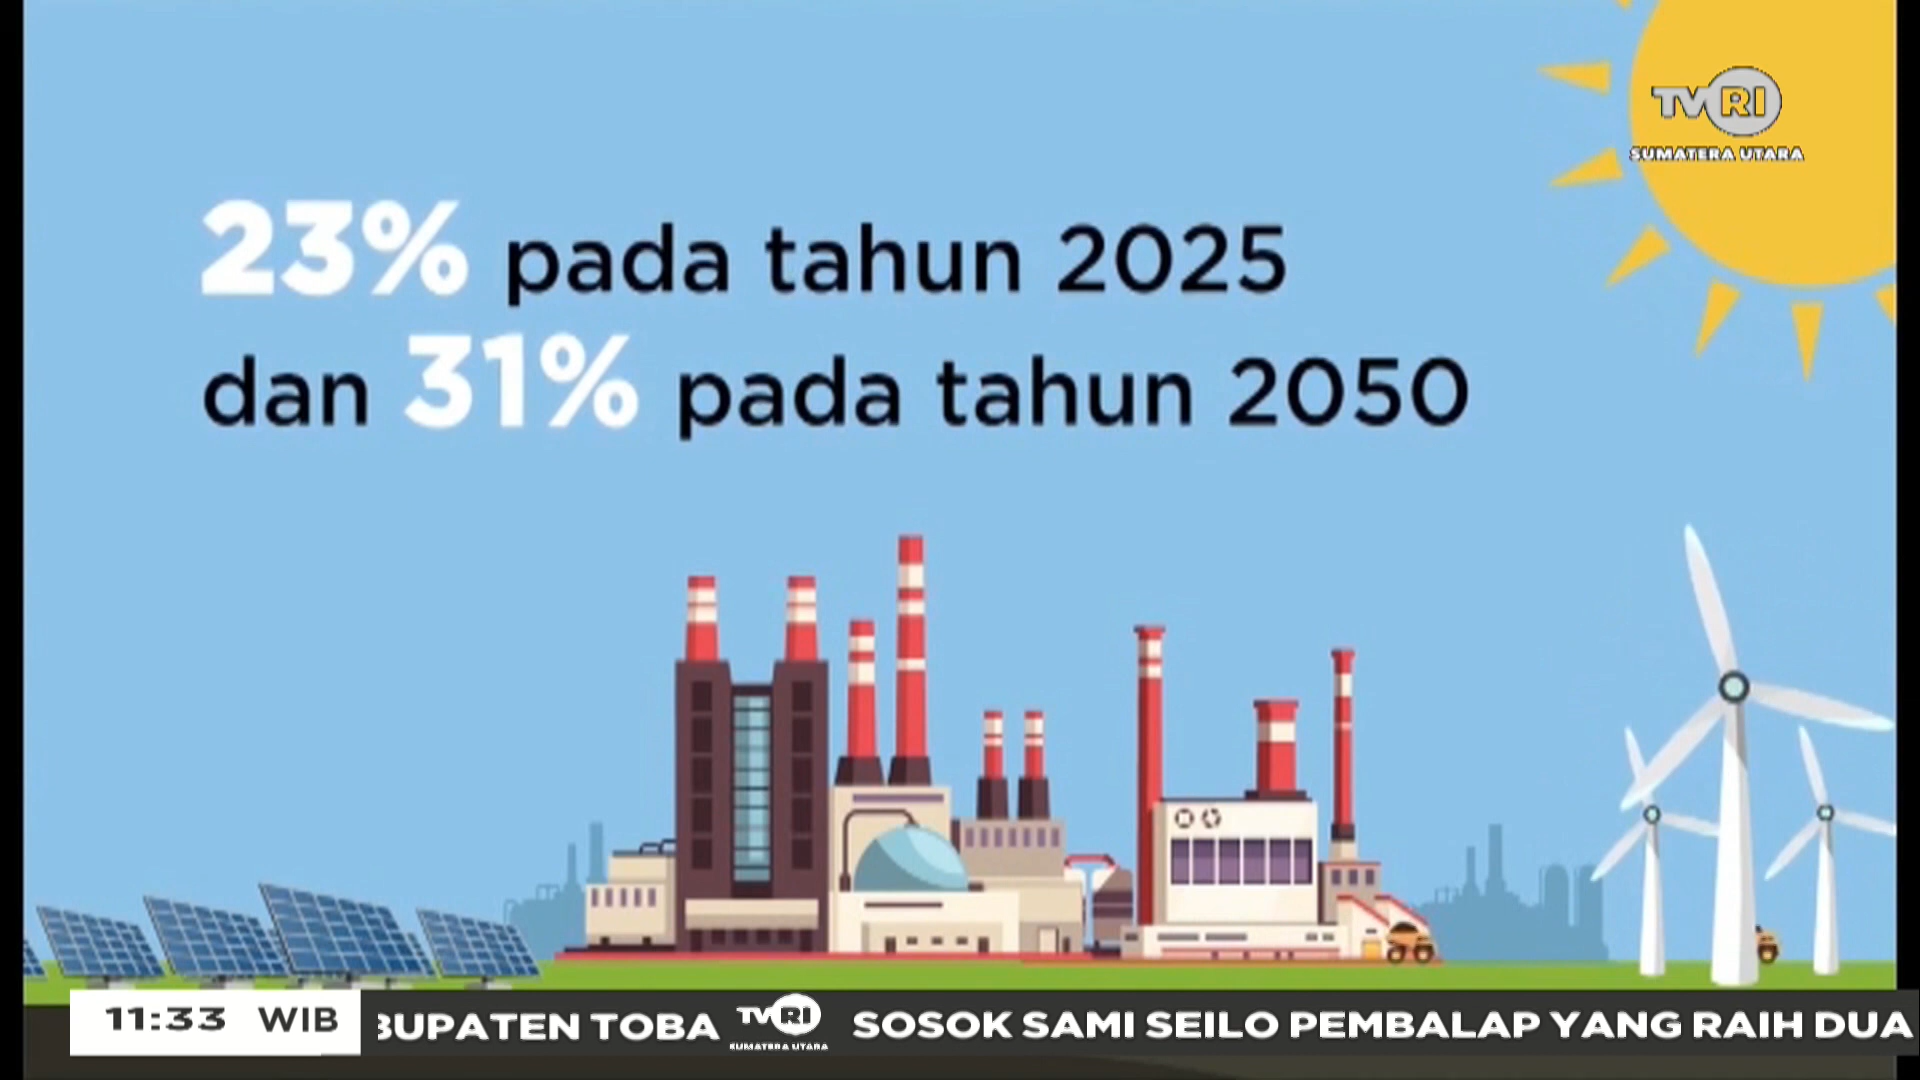 TVRI
SUMATERA UTARA
23% pada tahun 2025
dan 31% pada tahun 2050
11:33 WIB
BUPATEN TOBA
TVRI
SUMATERA UTARA
SOSOK SAMI SEILO PEMBALAP YANG RAIH DUA